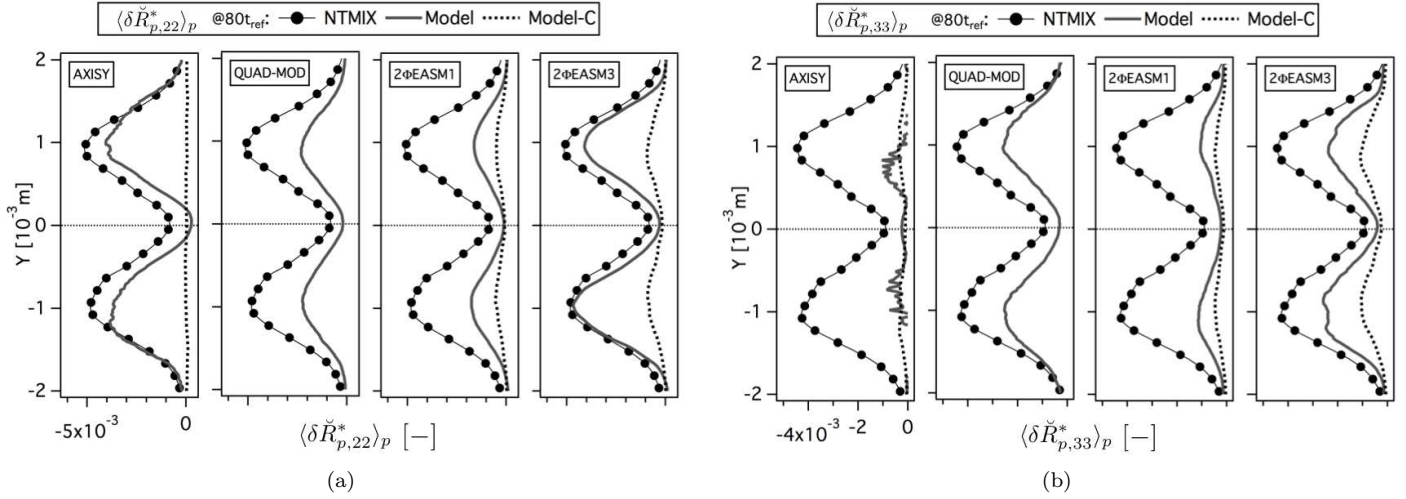 ⟨δR̆*p,22⟩p @80tref: NTMIX Model Model-C
AXISY QUAD-MOD 2ΦEASM1 2ΦEASM3
2
1
0
-1
-2
Y [10-3m]
-5x10-3 0
⟨δR̆*p,22⟩p [−]
(a)
⟨δR̆*p,33⟩p @80tref: NTMIX Model Model-C
AXISY QUAD-MOD 2ΦEASM1 2ΦEASM3
2
1
0
-1
-2
Y [10-3m]
-4x10-3 -2 0
⟨δR̆*p,33⟩p [−]
(b)